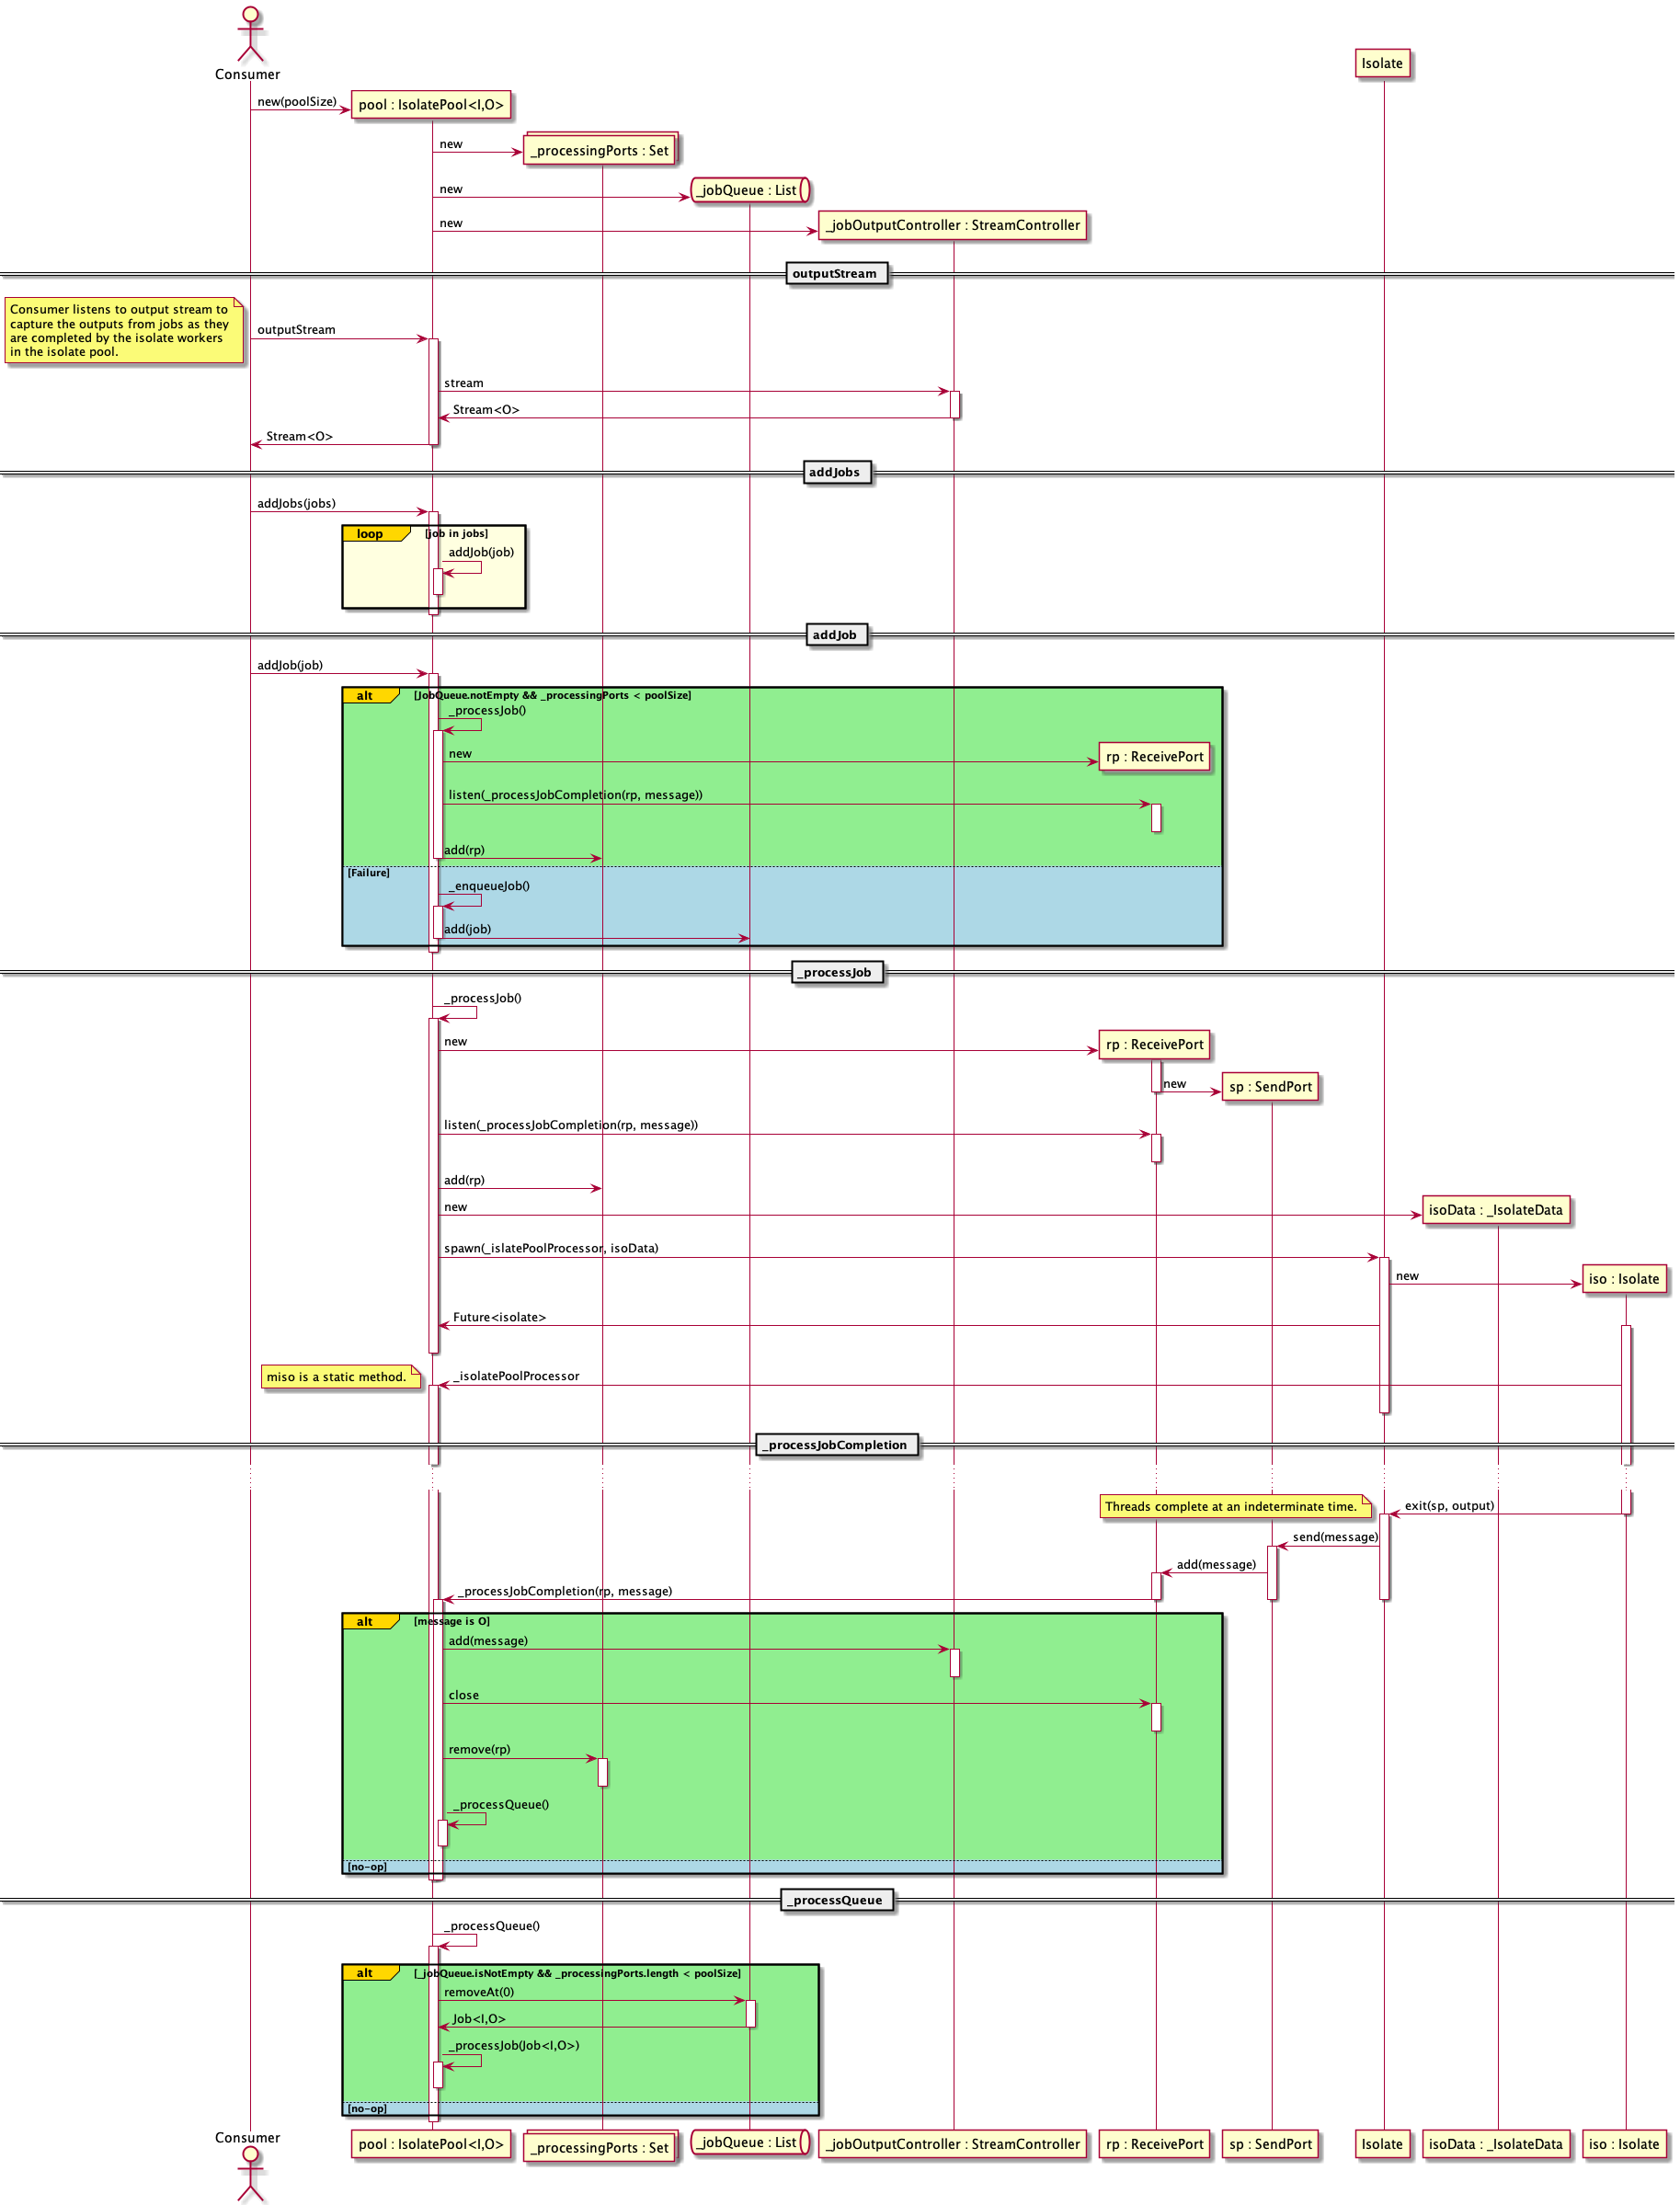 Consumer
Isolate
new(poolSize)
pool : IsolatePool<I,O>
new
_processingPorts : Set
new
_jobQueue : List
new
_jobOutputController : StreamController
outputStream
Consumer listens to output stream to
capture the outputs from jobs as they
are completed by the isolate workers
in the isolate pool.
outputStream
stream
Stream<O>
Stream<O>
addJobs
addJobs(jobs)
loop [job in jobs]
addJob(job)
addJob
addJob(job)
alt [JobQueue.notEmpty && _processingPorts < poolSize]
_processJob()
new
rp : ReceivePort
listen(_processJobCompletion(rp, message))
add(rp)
[Failure]
_enqueueJob()
add(job)
_processJob
_processJob()
new
rp : ReceivePort
new
sp : SendPort
listen(_processJobCompletion(rp, message))
add(rp)
new
isoData : _IsolateData
spawn(_islatePoolProcessor, isoData)
new
iso : Isolate
Future<isolate>
miso is a static method.
_isolatePoolProcessor
_processJobCompletion
Threads complete at an indeterminate time.
exit(sp, output)
send(message)
add(message)
_processJobCompletion(rp, message)
alt [message is O]
add(message)
close
remove(rp)
_processQueue()
[no-op]
_processQueue
_processQueue()
alt [_jobQueue.isNotEmpty && _processingPorts.length < poolSize]
removeAt(0)
Job<I,O>
_processJob(Job<I,O>)
[no-op]
Consumer
pool : IsolatePool<I,O>
_processingPorts : Set
_jobQueue : List
_jobOutputController : StreamController
rp : ReceivePort
sp : SendPort
Isolate
isoData : _IsolateData
iso : Isolate